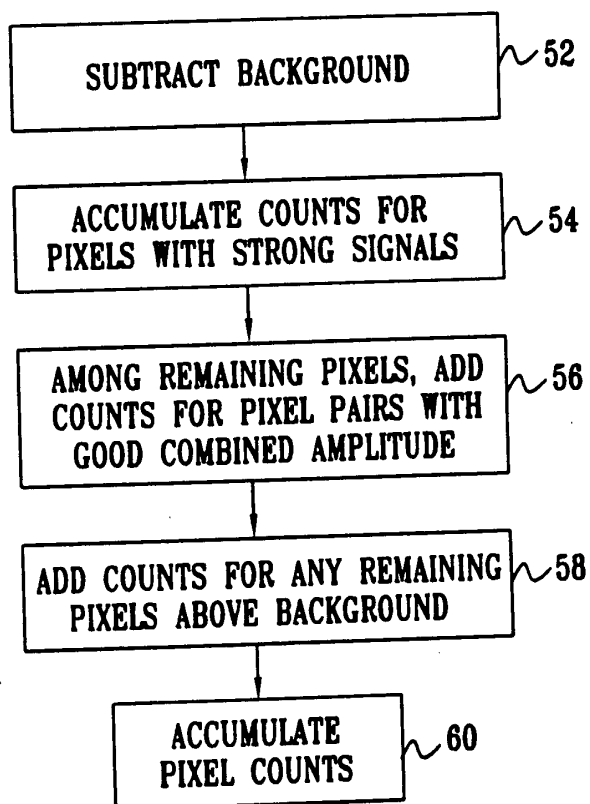 SUBTRACT BACKGROUND
52
ACCUMULATE COUNTS FOR
PIXELS WITH STRONG SIGNALS
54
AMONG REMAINING PIXELS, ADD
COUNTS FOR PIXEL PAIRS WITH
GOOD COMBINED AMPLITUDE
56
ADD COUNTS FOR ANY REMAINING
PIXELS ABOVE BACKGROUND
58
ACCUMULATE
PIXEL COUNTS
60